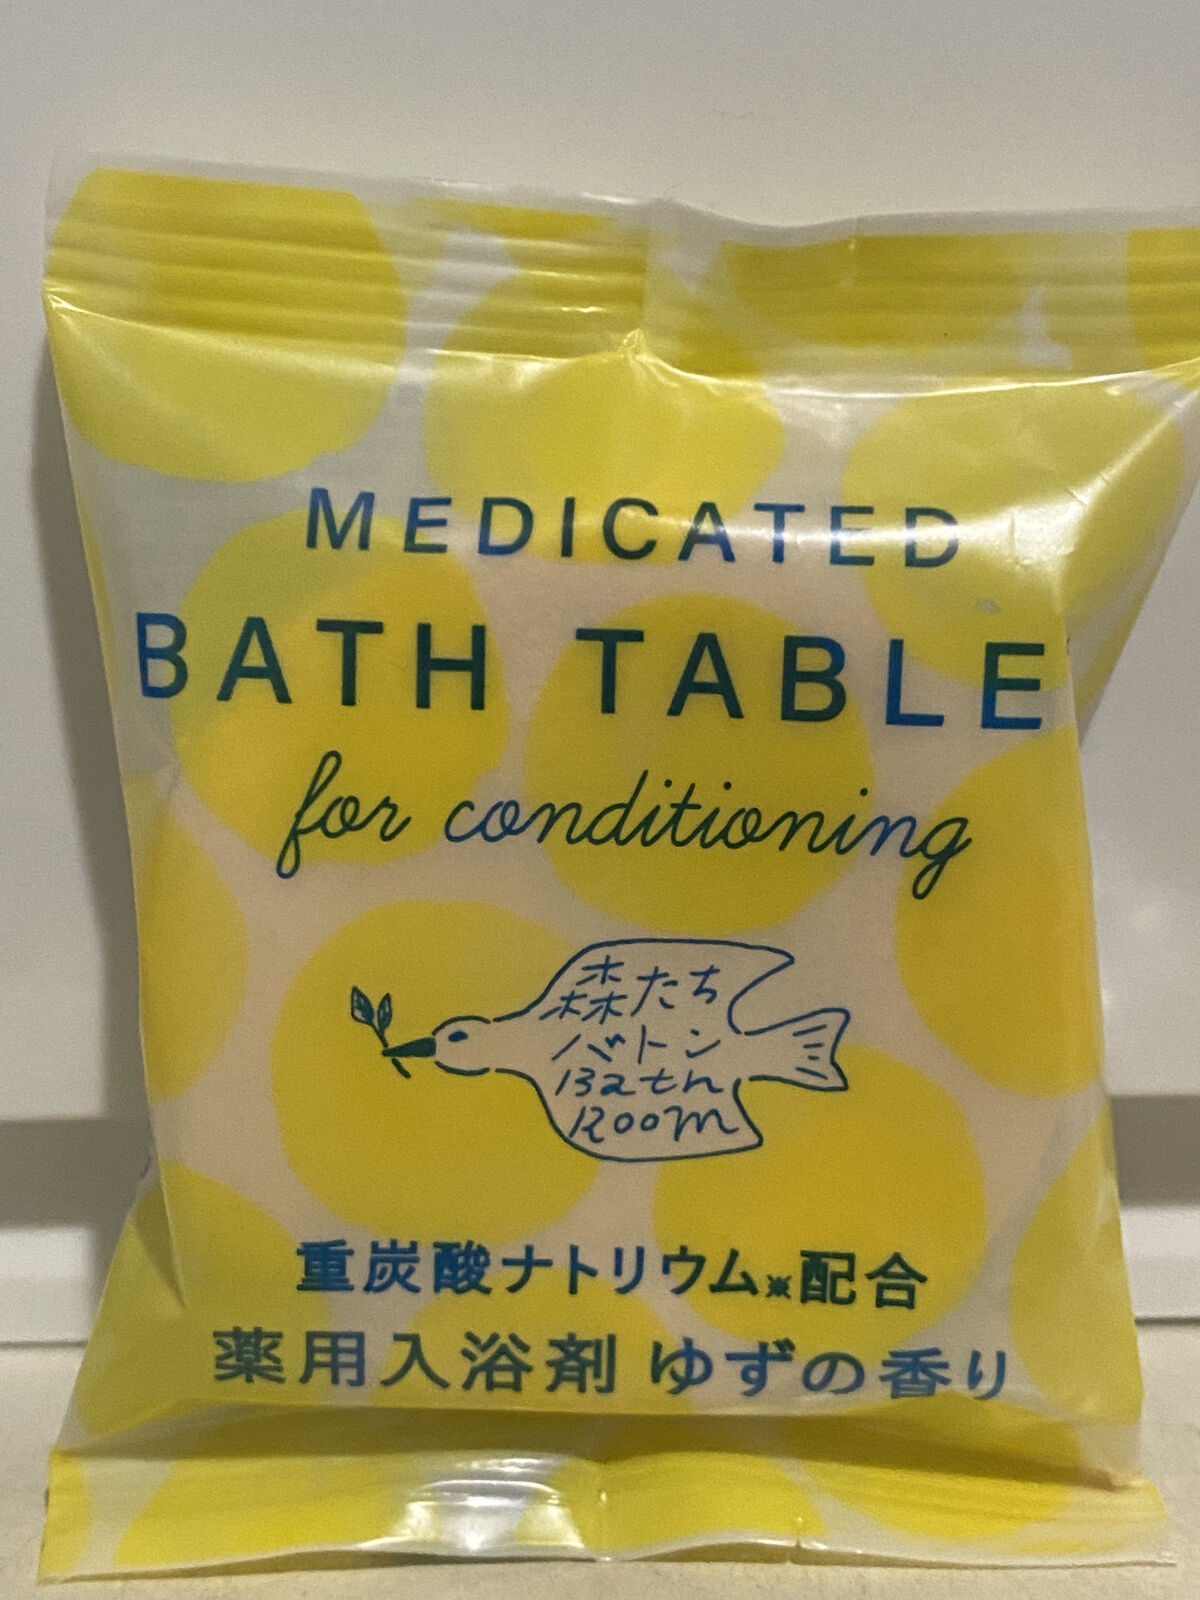 MEDICATED
BATH TABLE
for conditioning
森たち
バトン
Bath
Room
重炭酸ナトリウム※配合
薬用入浴剤 ゆずの香り